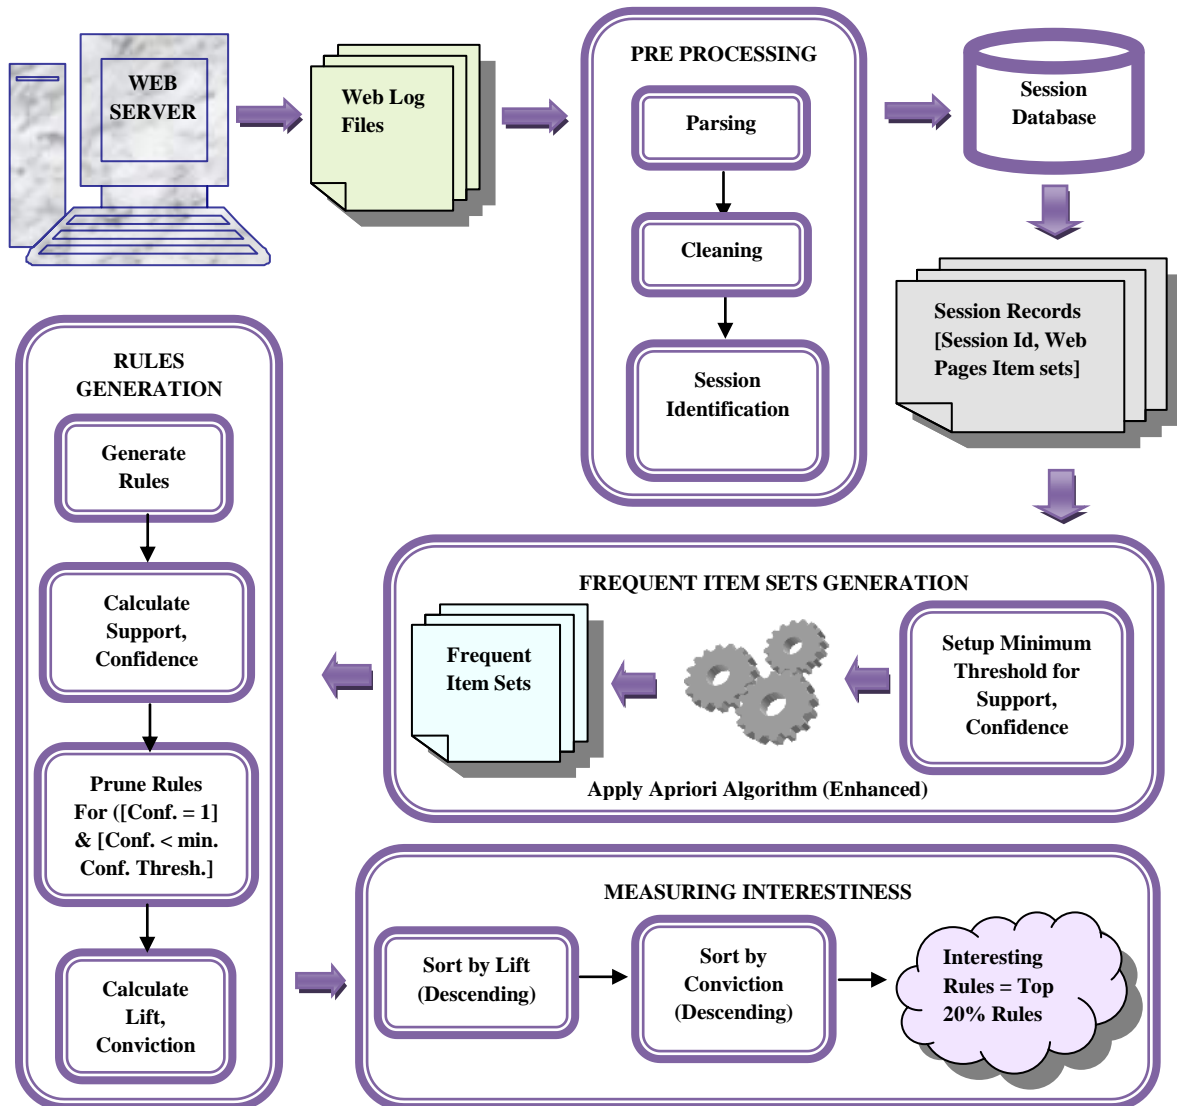 WEB
SERVER
Web Log
Files
PRE PROCESSING
Parsing
Cleaning
Session
Identification
Session
Database
Session Records
[Session Id, Web
Pages Item sets]
FREQUENT ITEM SETS GENERATION
Setup Minimum
Threshold for
Support,
Confidence
Frequent
Item Sets
Apply Apriori Algorithm (Enhanced)
RULES
GENERATION
Generate
Rules
Calculate
Support,
Confidence
Prune Rules
For ([Conf. = 1]
& [Conf. < min.
Conf. Thresh.]
Calculate
Lift,
Conviction
MEASURING INTERESTINESS
Sort by Lift
(Descending)
Sort by
Conviction
(Descending)
Interesting
Rules = Top
20% Rules